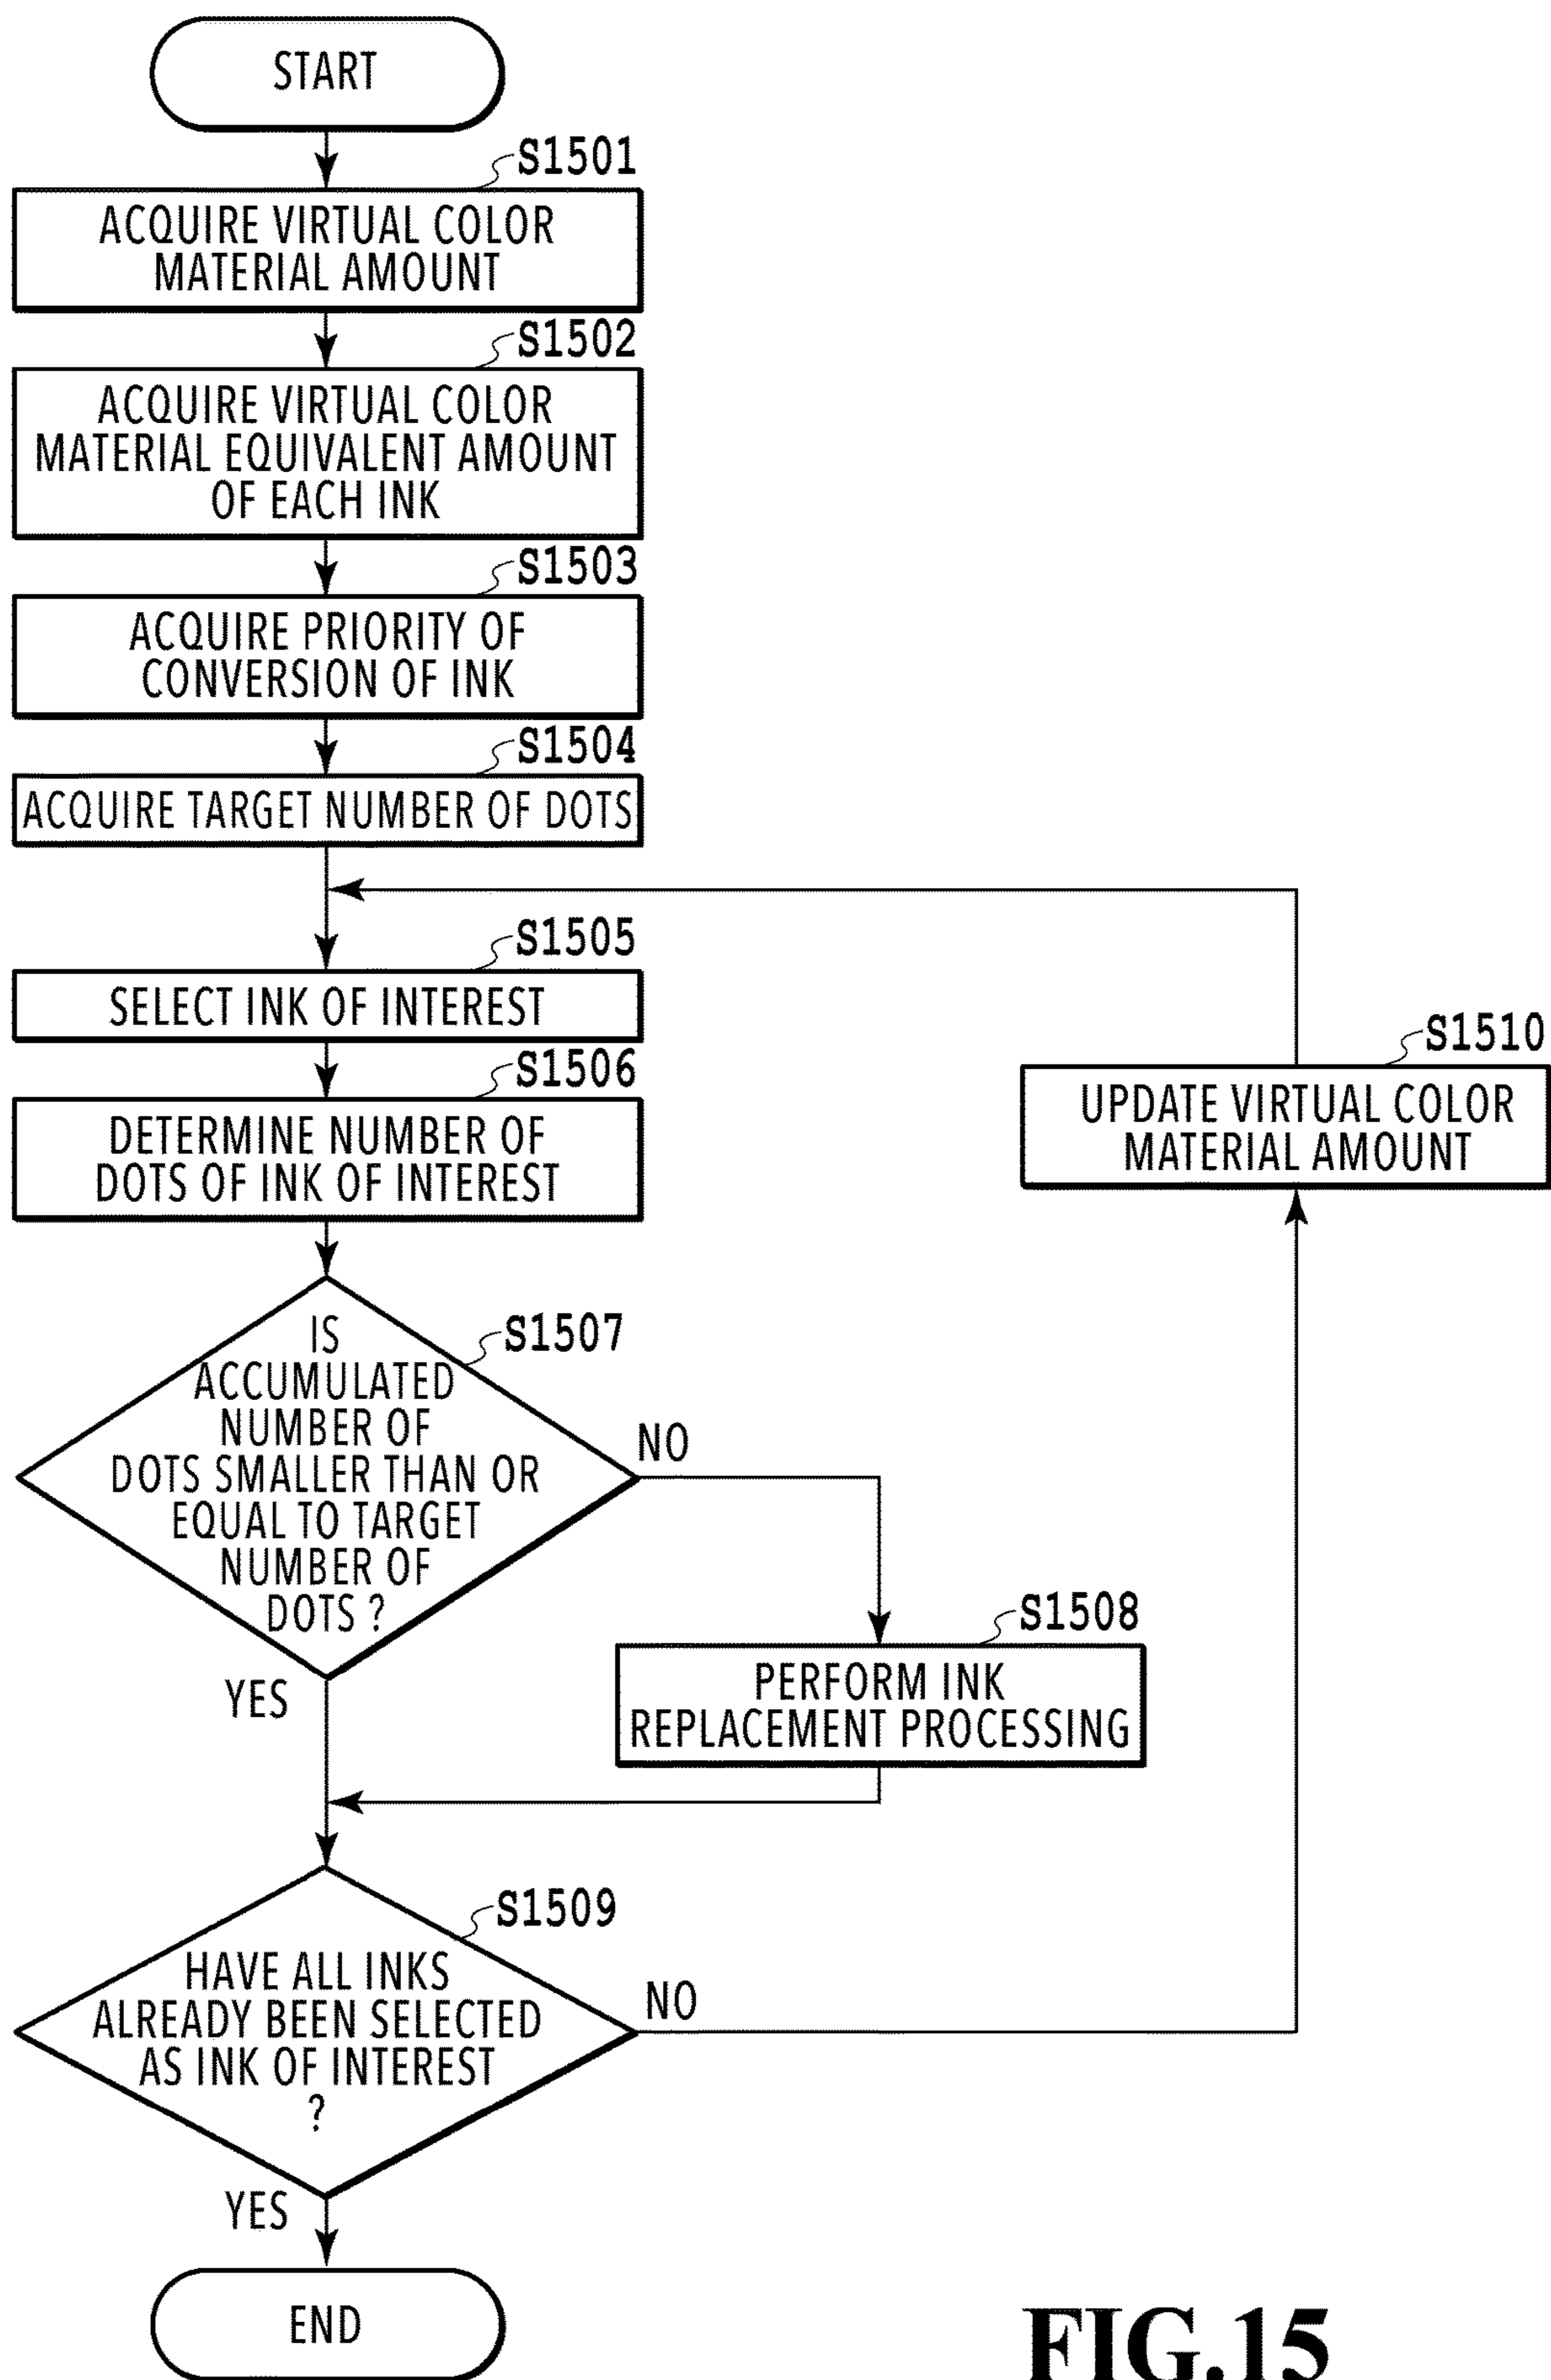 START
S1501
ACQUIRE VIRTUAL COLOR
MATERIAL AMOUNT
S1502
ACQUIRE VIRTUAL COLOR
MATERIAL EQUIVALENT AMOUNT
OF EACH INK
S1503
ACQUIRE PRIORITY OF
CONVERSION OF INK
S1504
ACQUIRE TARGET NUMBER OF DOTS
S1505
SELECT INK OF INTEREST
S1506
DETERMINE NUMBER OF
DOTS OF INK OF INTEREST
S1507
IS
ACCUMULATED
NUMBER OF
DOTS SMALLER THAN OR
EQUAL TO TARGET
NUMBER OF
DOTS ?
NO
YES
S1508
PERFORM INK
REPLACEMENT PROCESSING
S1509
HAVE ALL INKS
ALREADY BEEN SELECTED
AS INK OF INTEREST
?
NO
YES
S1510
UPDATE VIRTUAL COLOR
MATERIAL AMOUNT
END
FIG.15